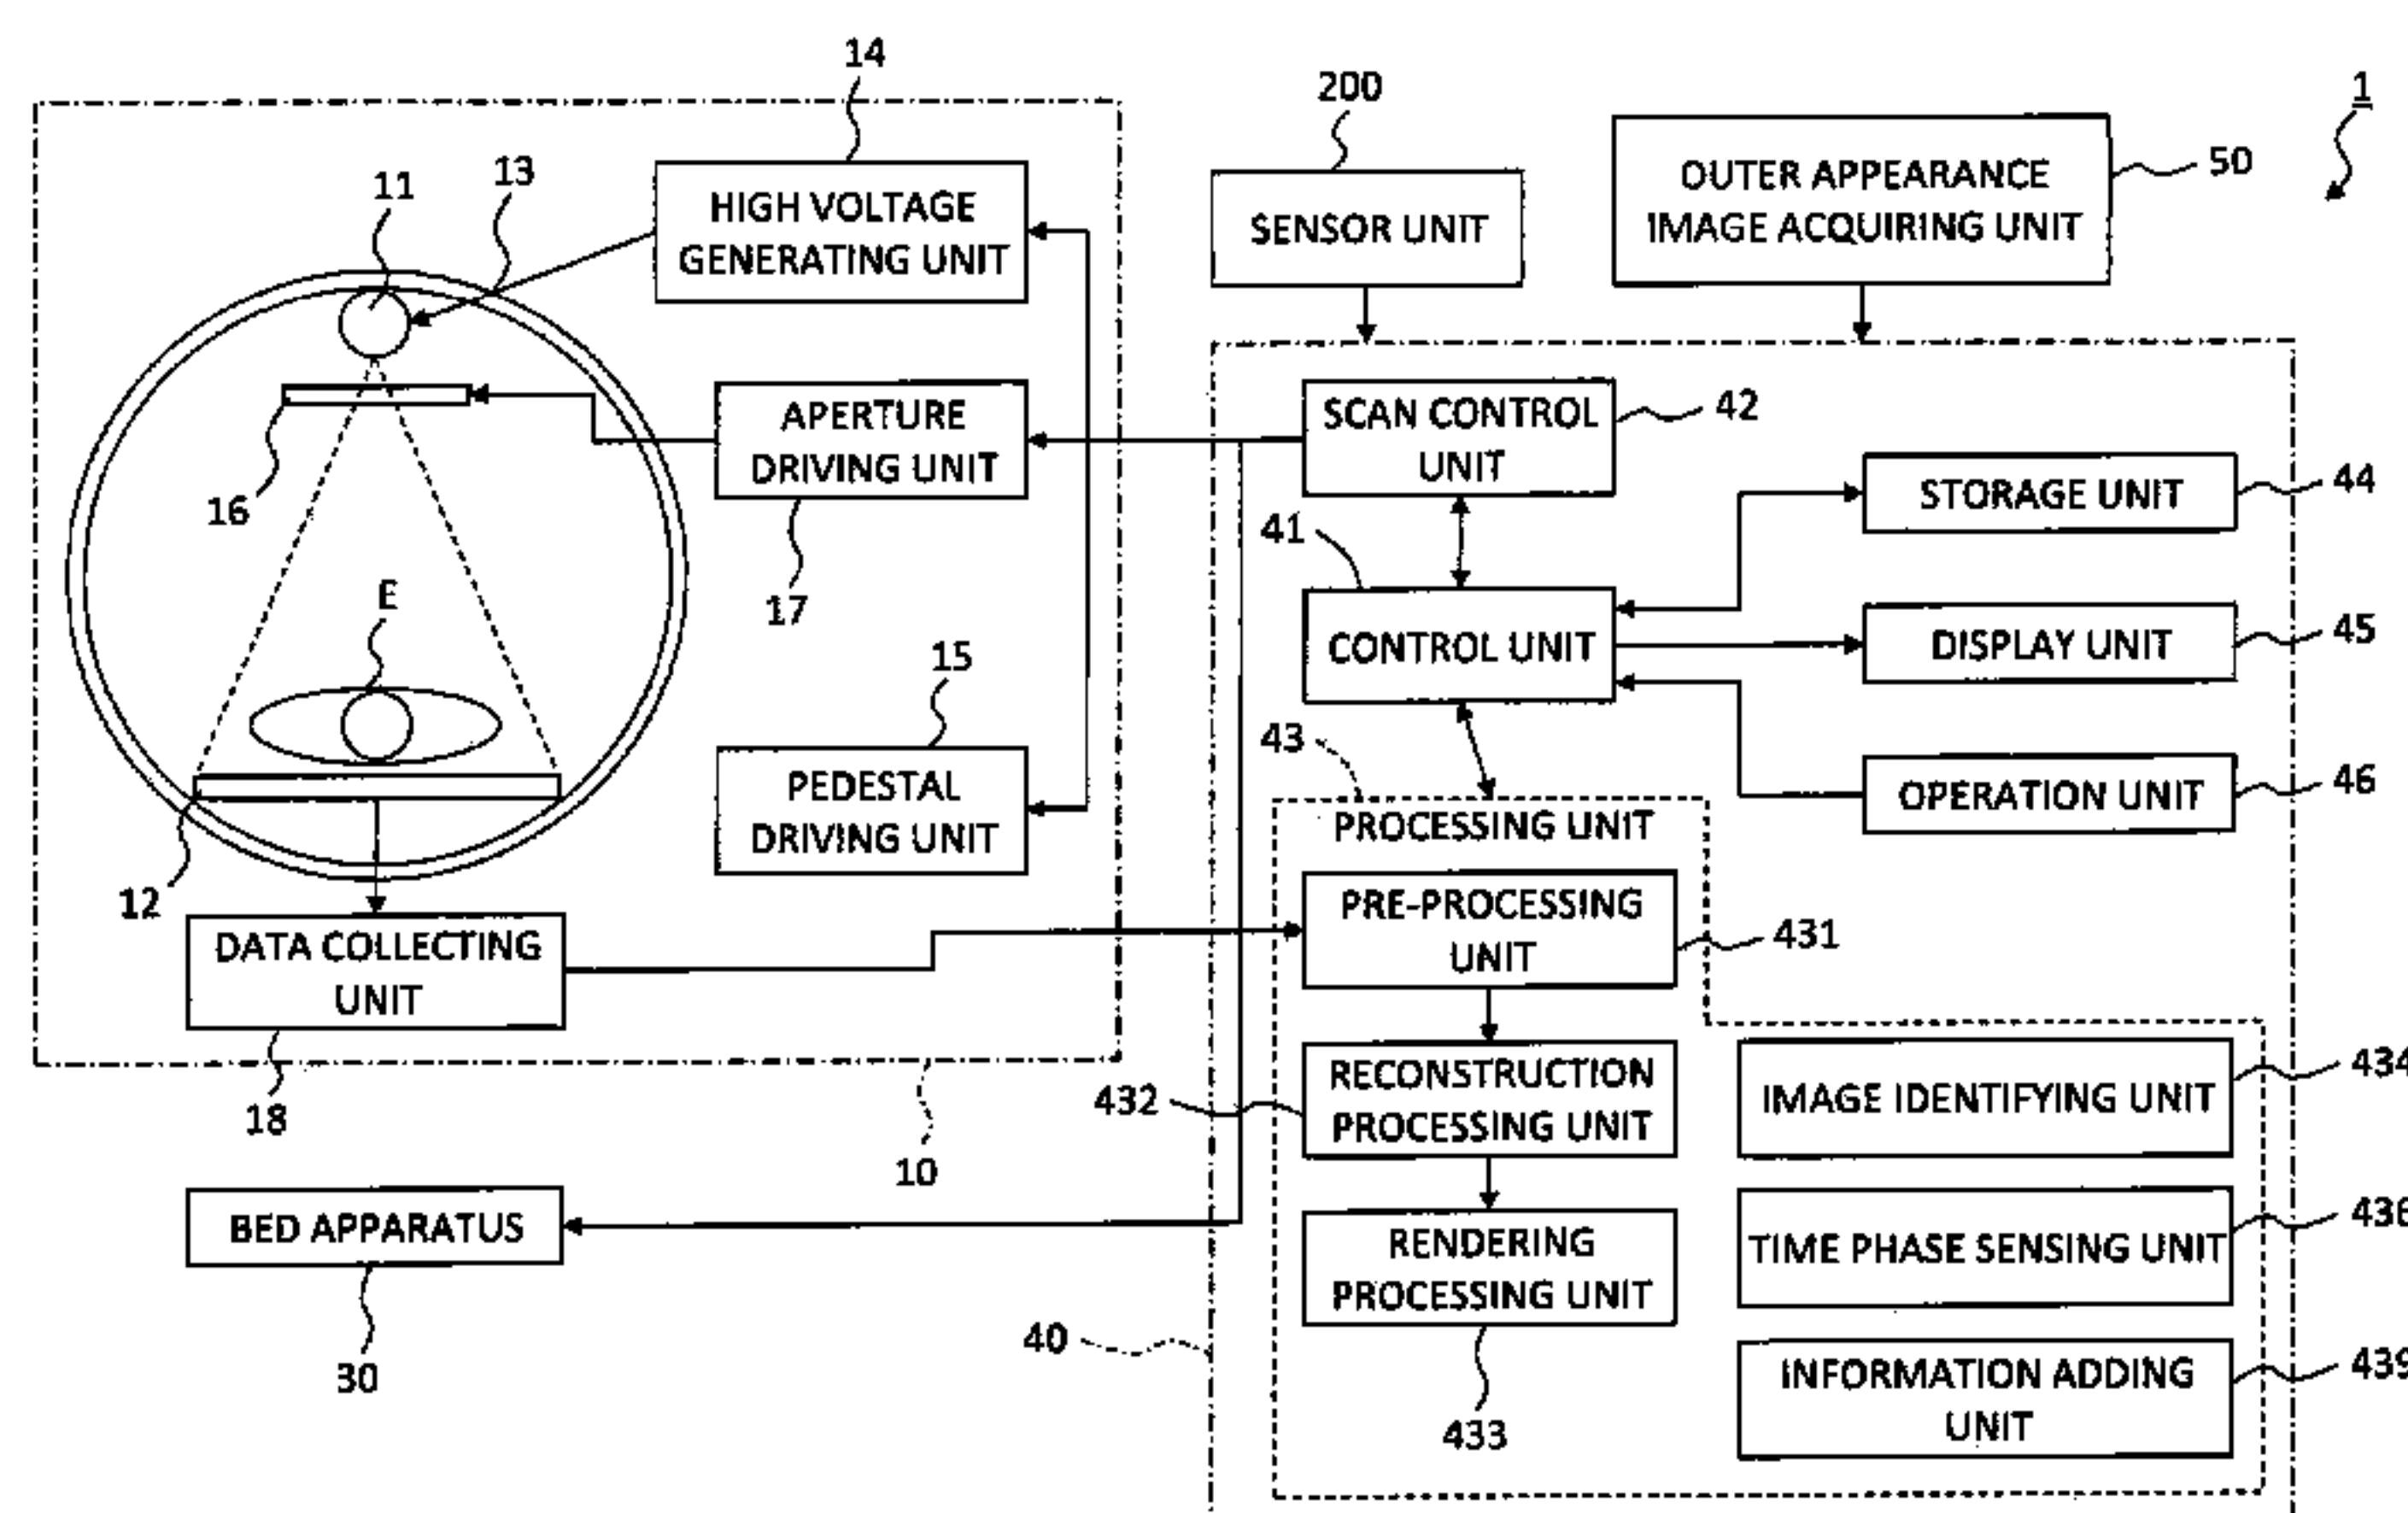 14
200
1
11
13
HIGH VOLTAGE
GENERATING UNIT
SENSOR UNIT
OUTER APPEARANCE
IMAGE ACQUIRING UNIT
50
16
APERTURE
DRIVING UNIT
17
SCAN CONTROL
UNIT
42
STORAGE UNIT
44
41
CONTROL UNIT
DISPLAY UNIT
45
E
15
PEDESTAL
DRIVING UNIT
43
PROCESSING UNIT
OPERATION UNIT
46
12
DATA COLLECTING
UNIT
18
PRE-PROCESSING
UNIT
431
10
432
RECONSTRUCTION
PROCESSING UNIT
IMAGE IDENTIFYING UNIT
434
BED APPARATUS
30
RENDERING
PROCESSING UNIT
433
TIME PHASE SENSING UNIT
40
INFORMATION ADDING
UNIT
439